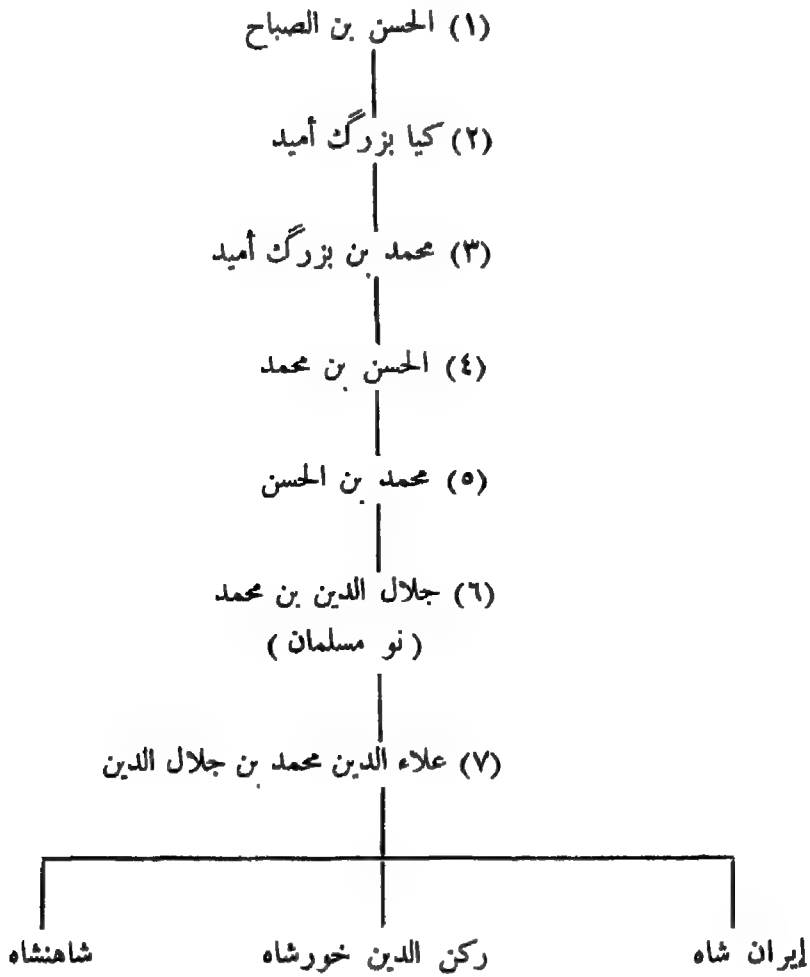 (١) الحسن بن الصباح
(٢) كيا بزرگ أميد
(٣) محمد بن بزرگ أميد
(٤) الحسن بن محمد
(٥) محمد بن الحسن
(٦) جلال الدين بن محمد
( نو مسلمان )
(٧) علاء الدين محمد بن جلال الدين
إيران شاه ركن الدين خورشاه شاهنشاه